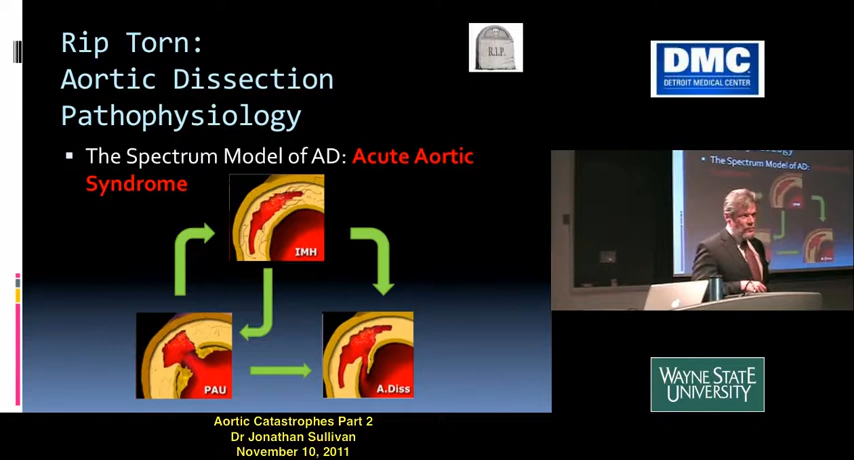 Rip Torn:
Aortic Dissection
Pathophysiology
R.I.P.
▪ The Spectrum Model of AD: Acute Aortic
Syndrome
IMH
PAU
A.Diss
DMC
DETROIT MEDICAL CENTER
The Spectrum Model of AD:
WAYNE STATE
UNIVERSITY
Aortic Catastrophes Part 2
Dr Jonathan Sullivan
November 10, 2011